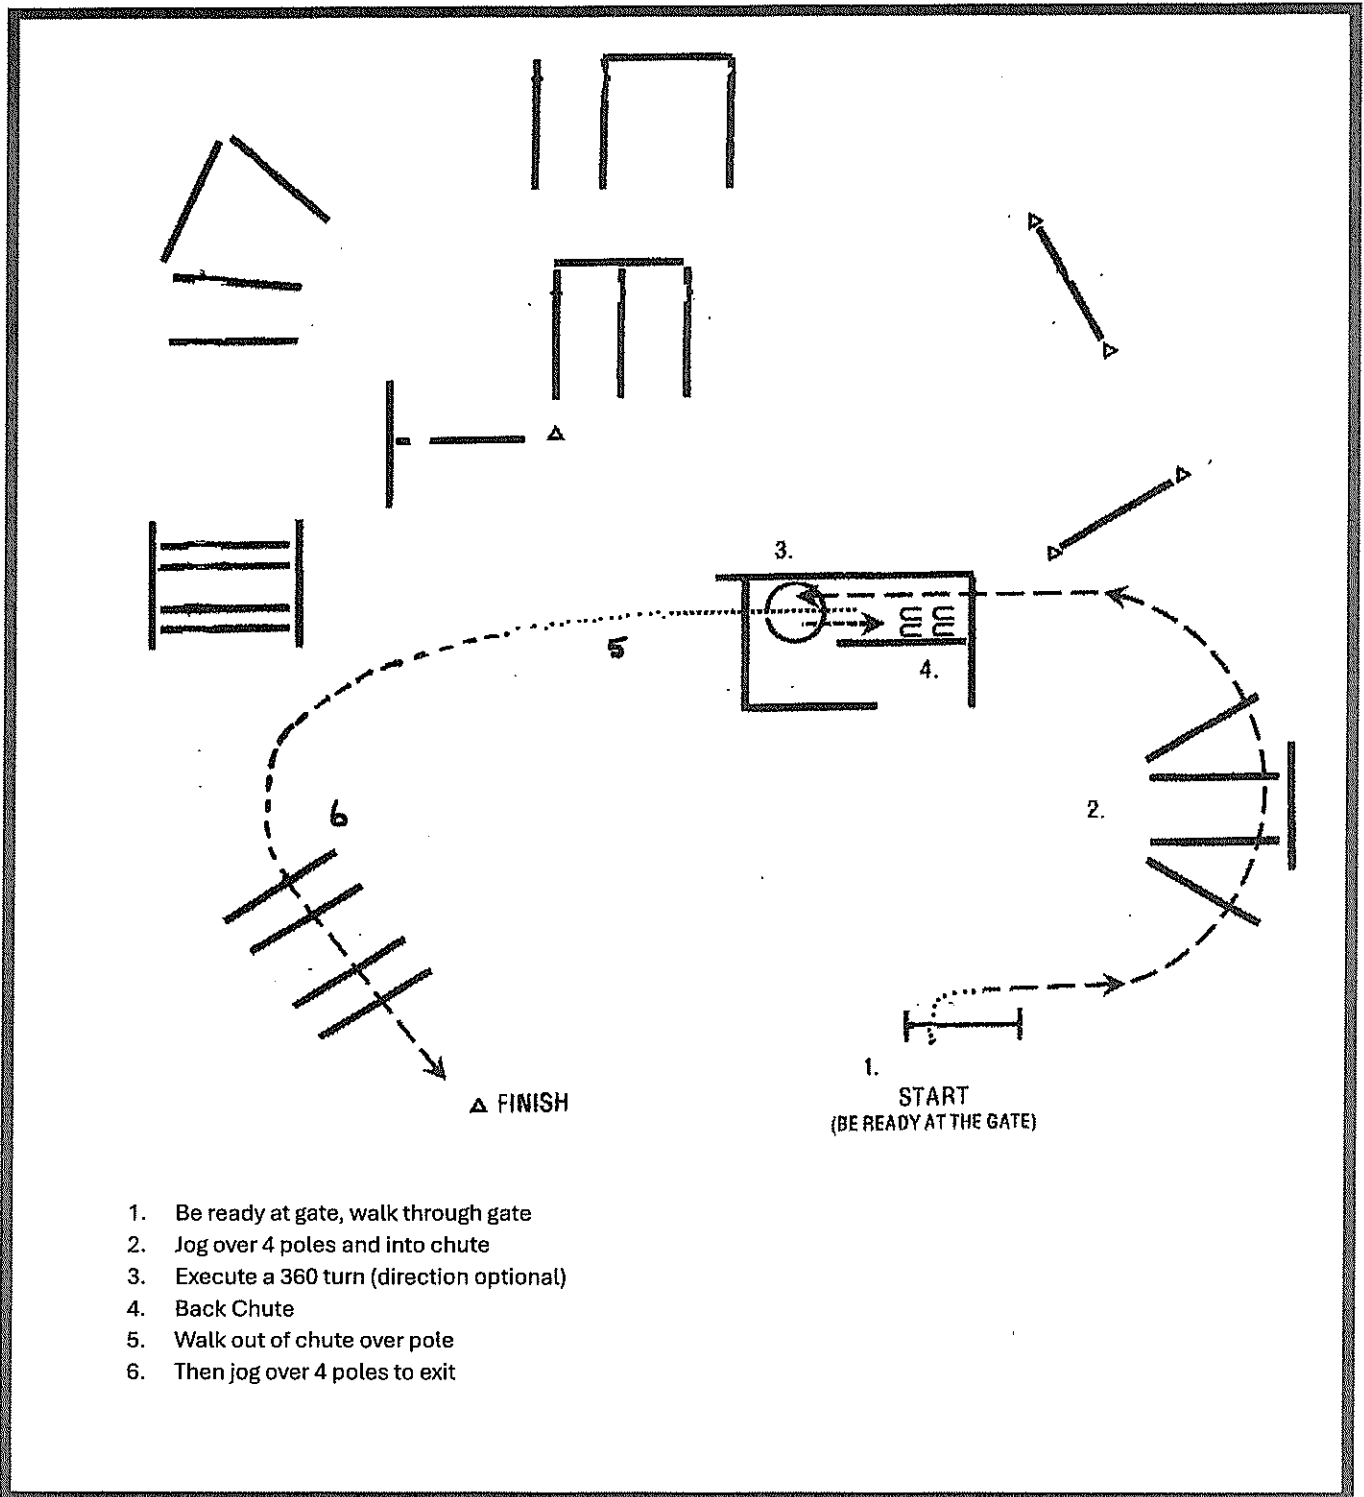 3.
5
4.
6
2.
1.
START
(BE READY AT THE GATE)
FINISH
1. Be ready at gate, walk through gate
2. Jog over 4 poles and into chute
3. Execute a 360 turn (direction optional)
4. Back Chute
5. Walk out of chute over pole
6. Then jog over 4 poles to exit